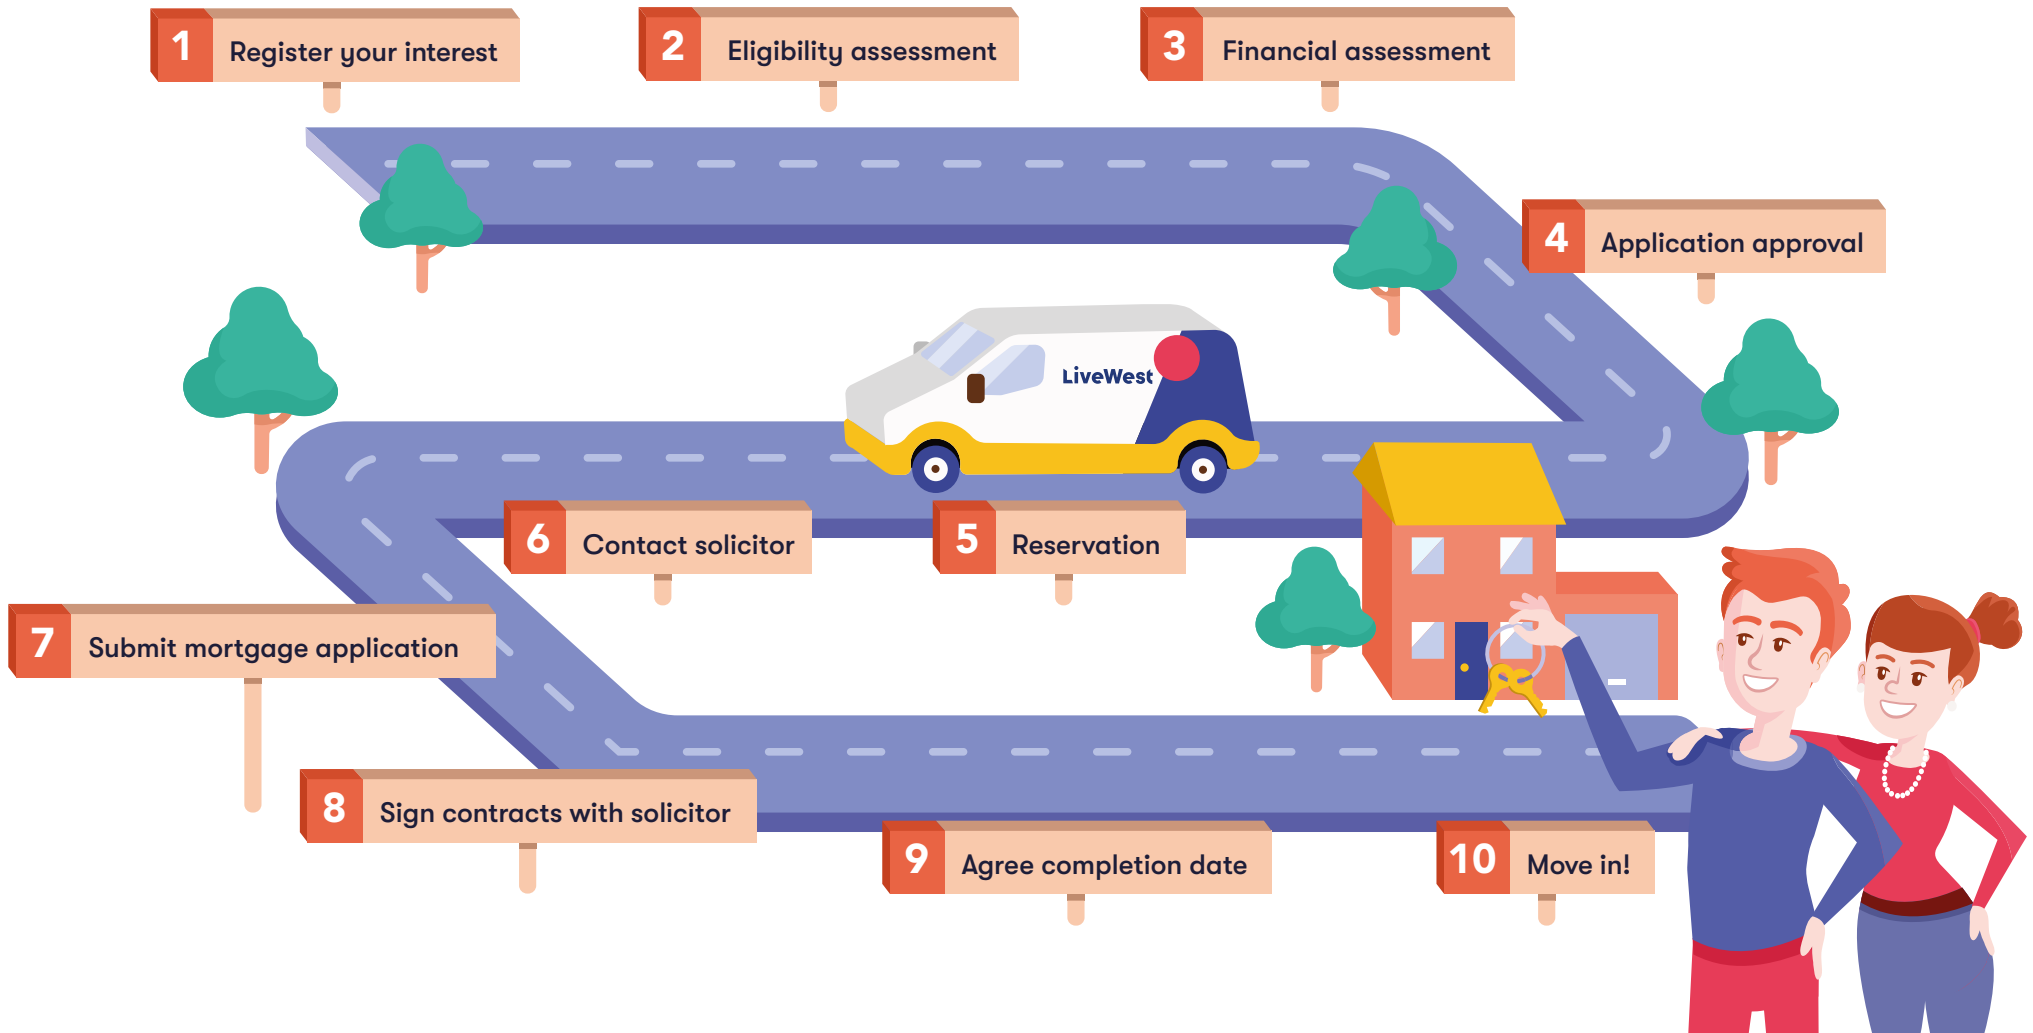 1 Register your interest
2 Eligibility assessment
3 Financial assessment
4 Application approval
LiveWest
5 Reservation
6 Contact solicitor
7 Submit mortgage application
8 Sign contracts with solicitor
9 Agree completion date
10 Move in!